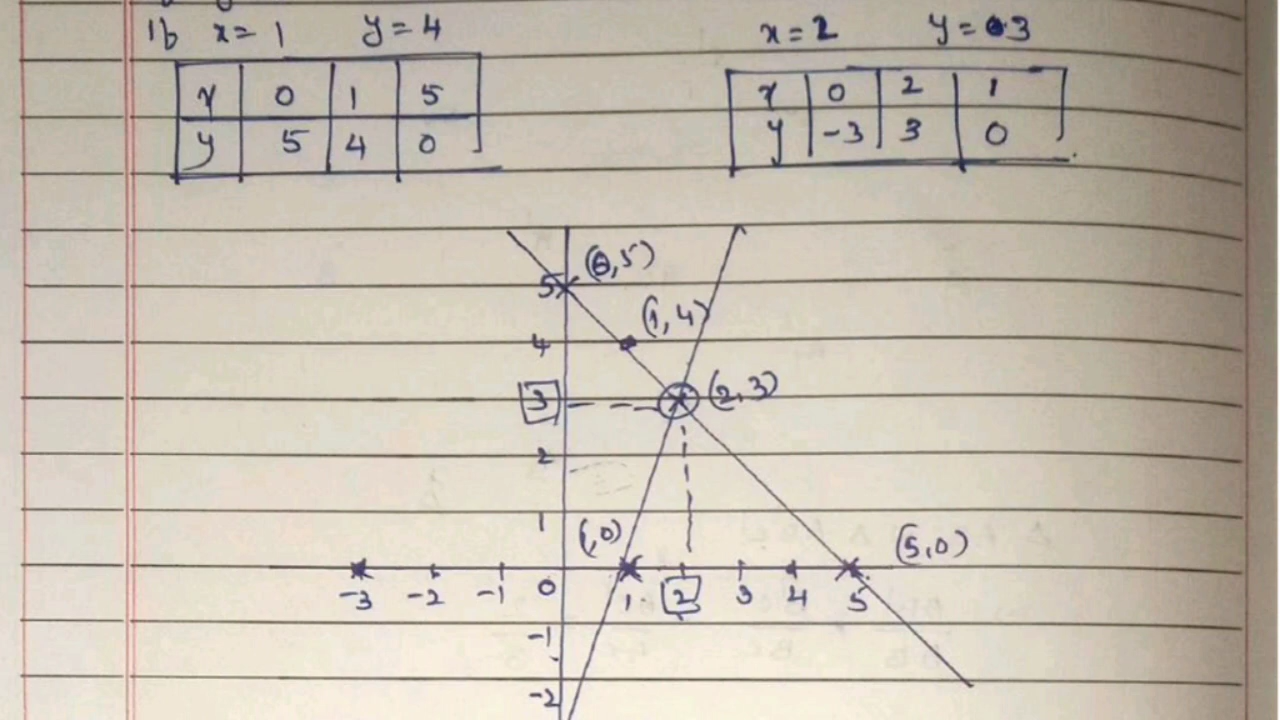 1b x = 1 y = 4 x = 2 y = 3
x 0 1 5
y 5 4 0
x 0 2 1
y -3 3 0
(0,5)
5
(1,4)
4
3 (2,3)
2
1 (1,0) (5,0)
-3 -2 -1 0 1 2 3 4 5
-1
-2